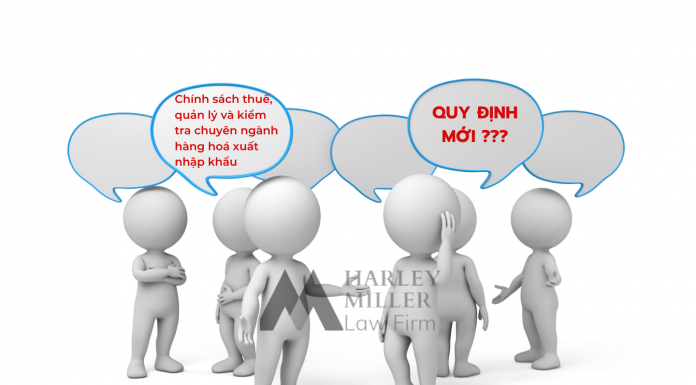 Chính sách thuế,
quản lý và kiểm
tra chuyên ngành
hàng hoá xuất
nhập khẩu
QUY ĐỊNH
MỚI ???
HARLEY
MILLER
Law Firm